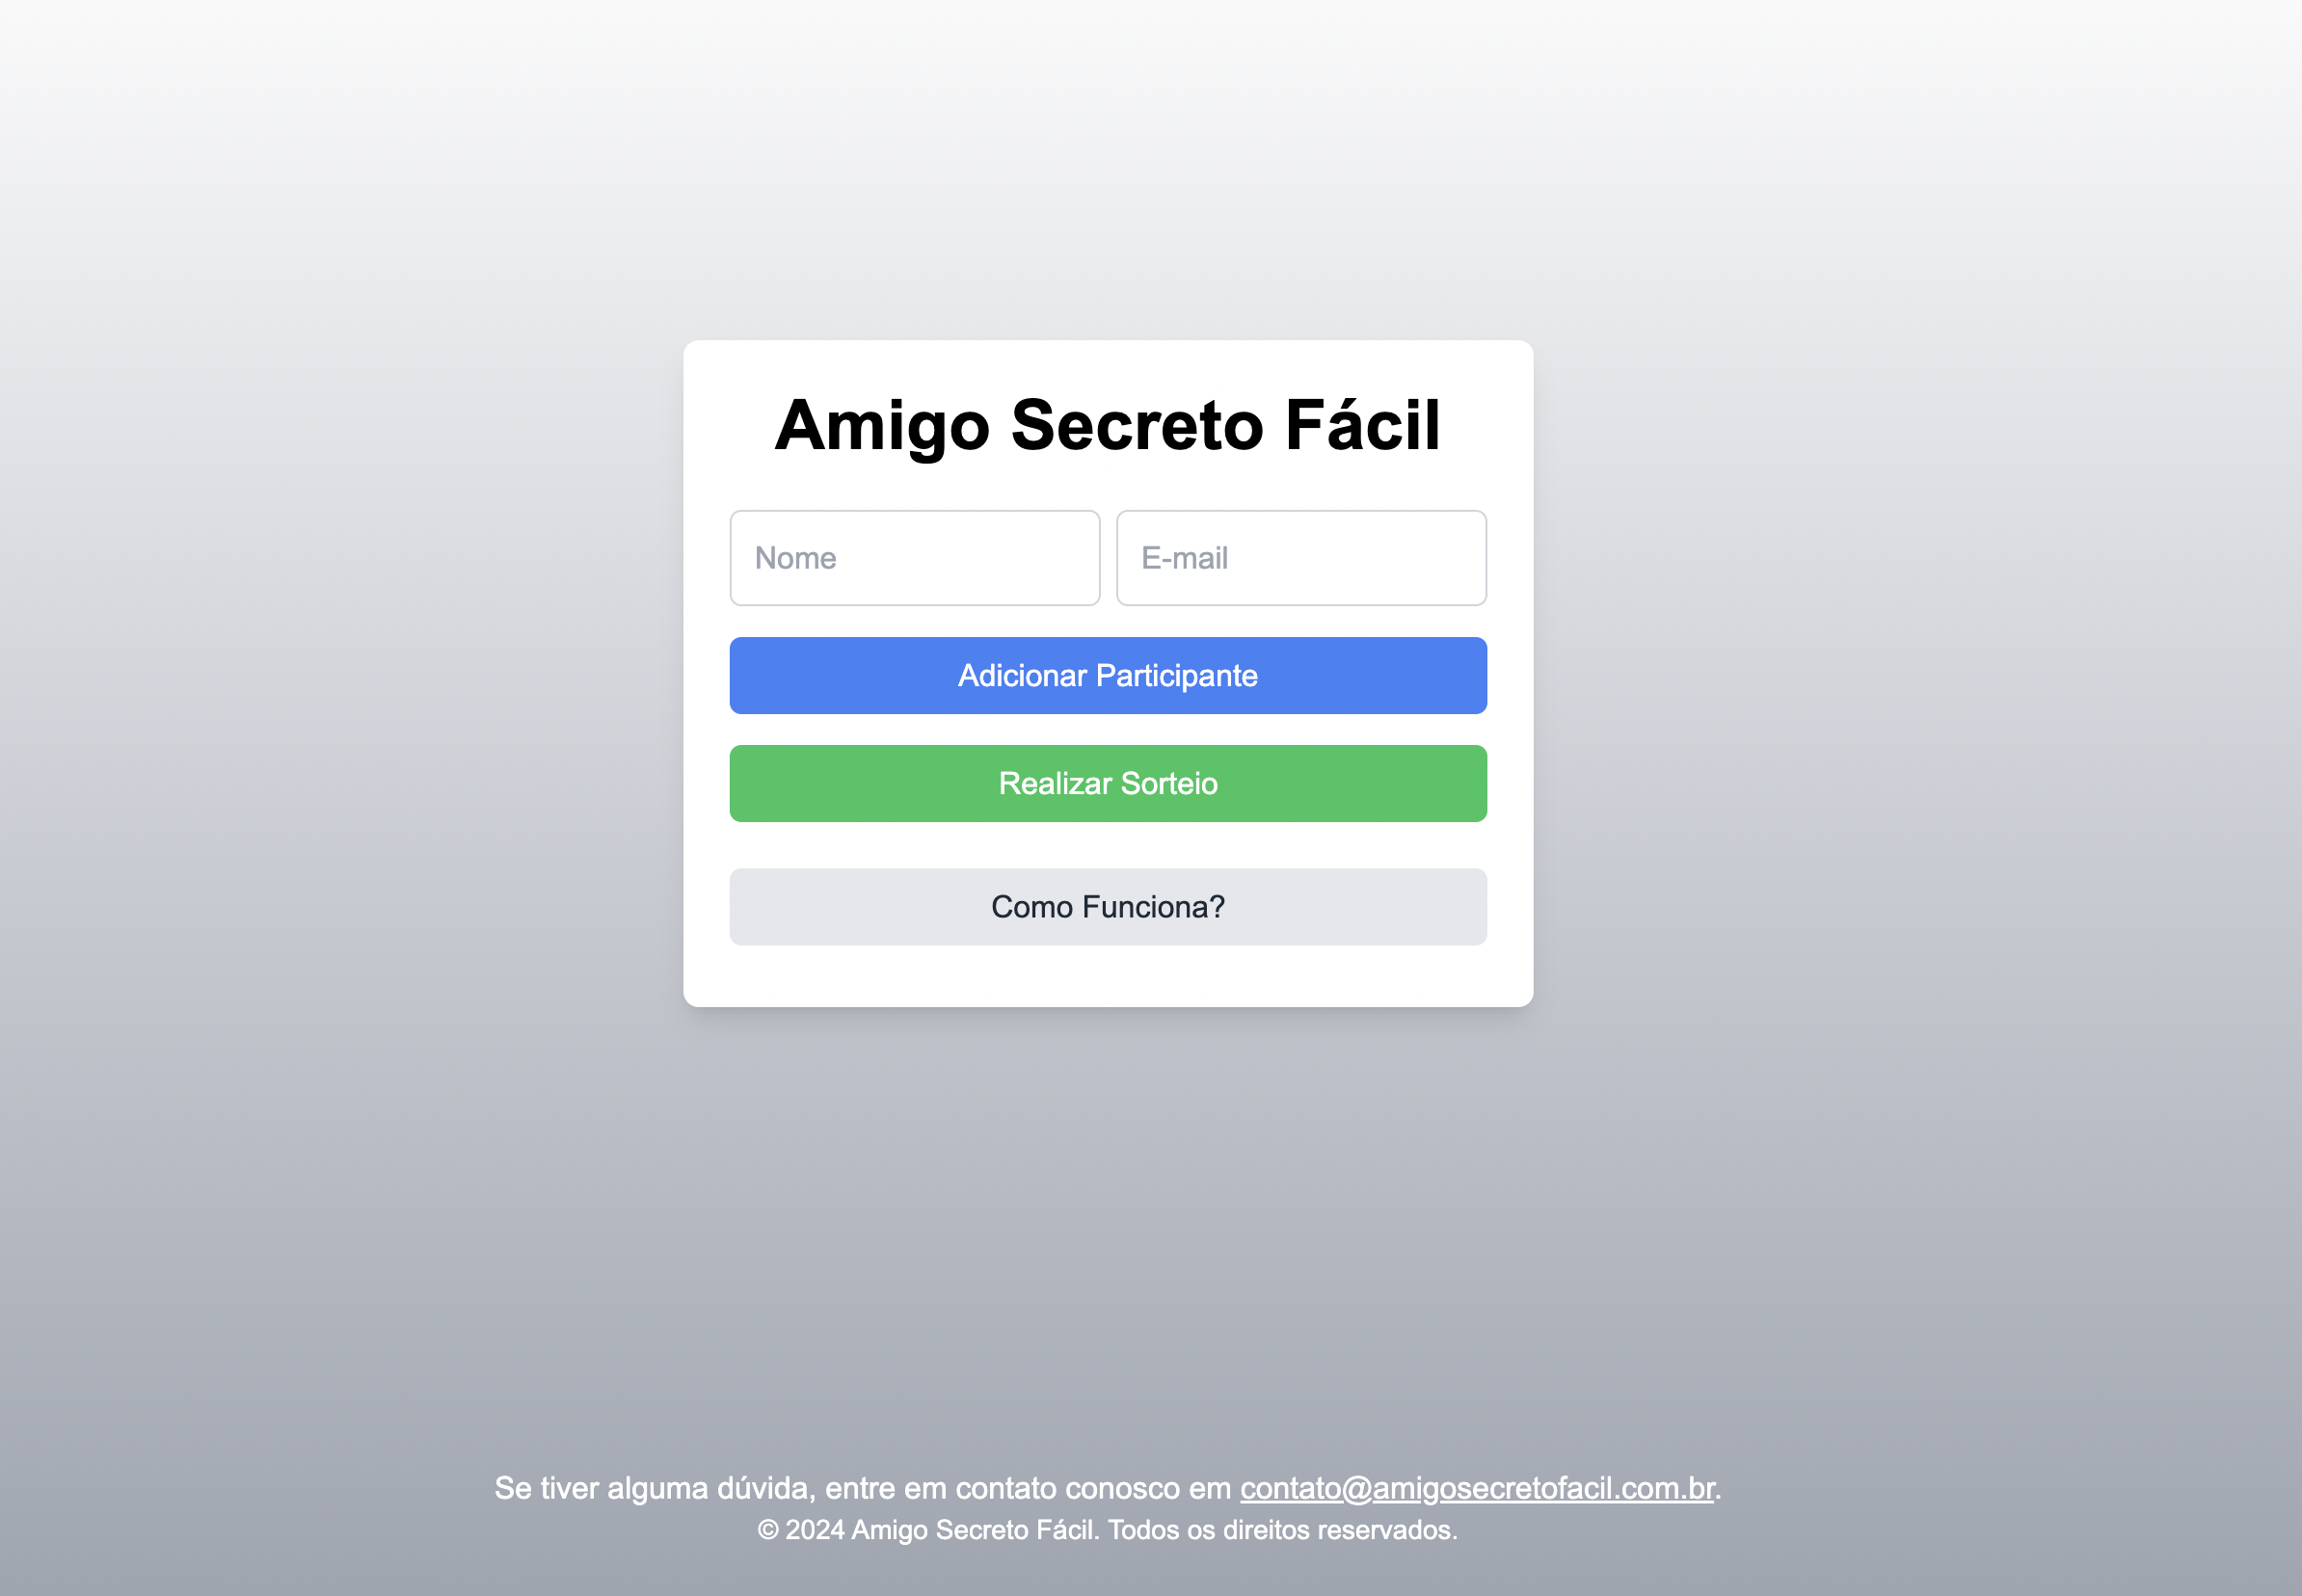 Amigo Secreto Fácil
Nome
E-mail
Adicionar Participante
Realizar Sorteio
Como Funciona?
Se tiver alguma dúvida, entre em contato conosco em contato@amigosecretofacil.com.br.
© 2024 Amigo Secreto Fácil. Todos os direitos reservados.